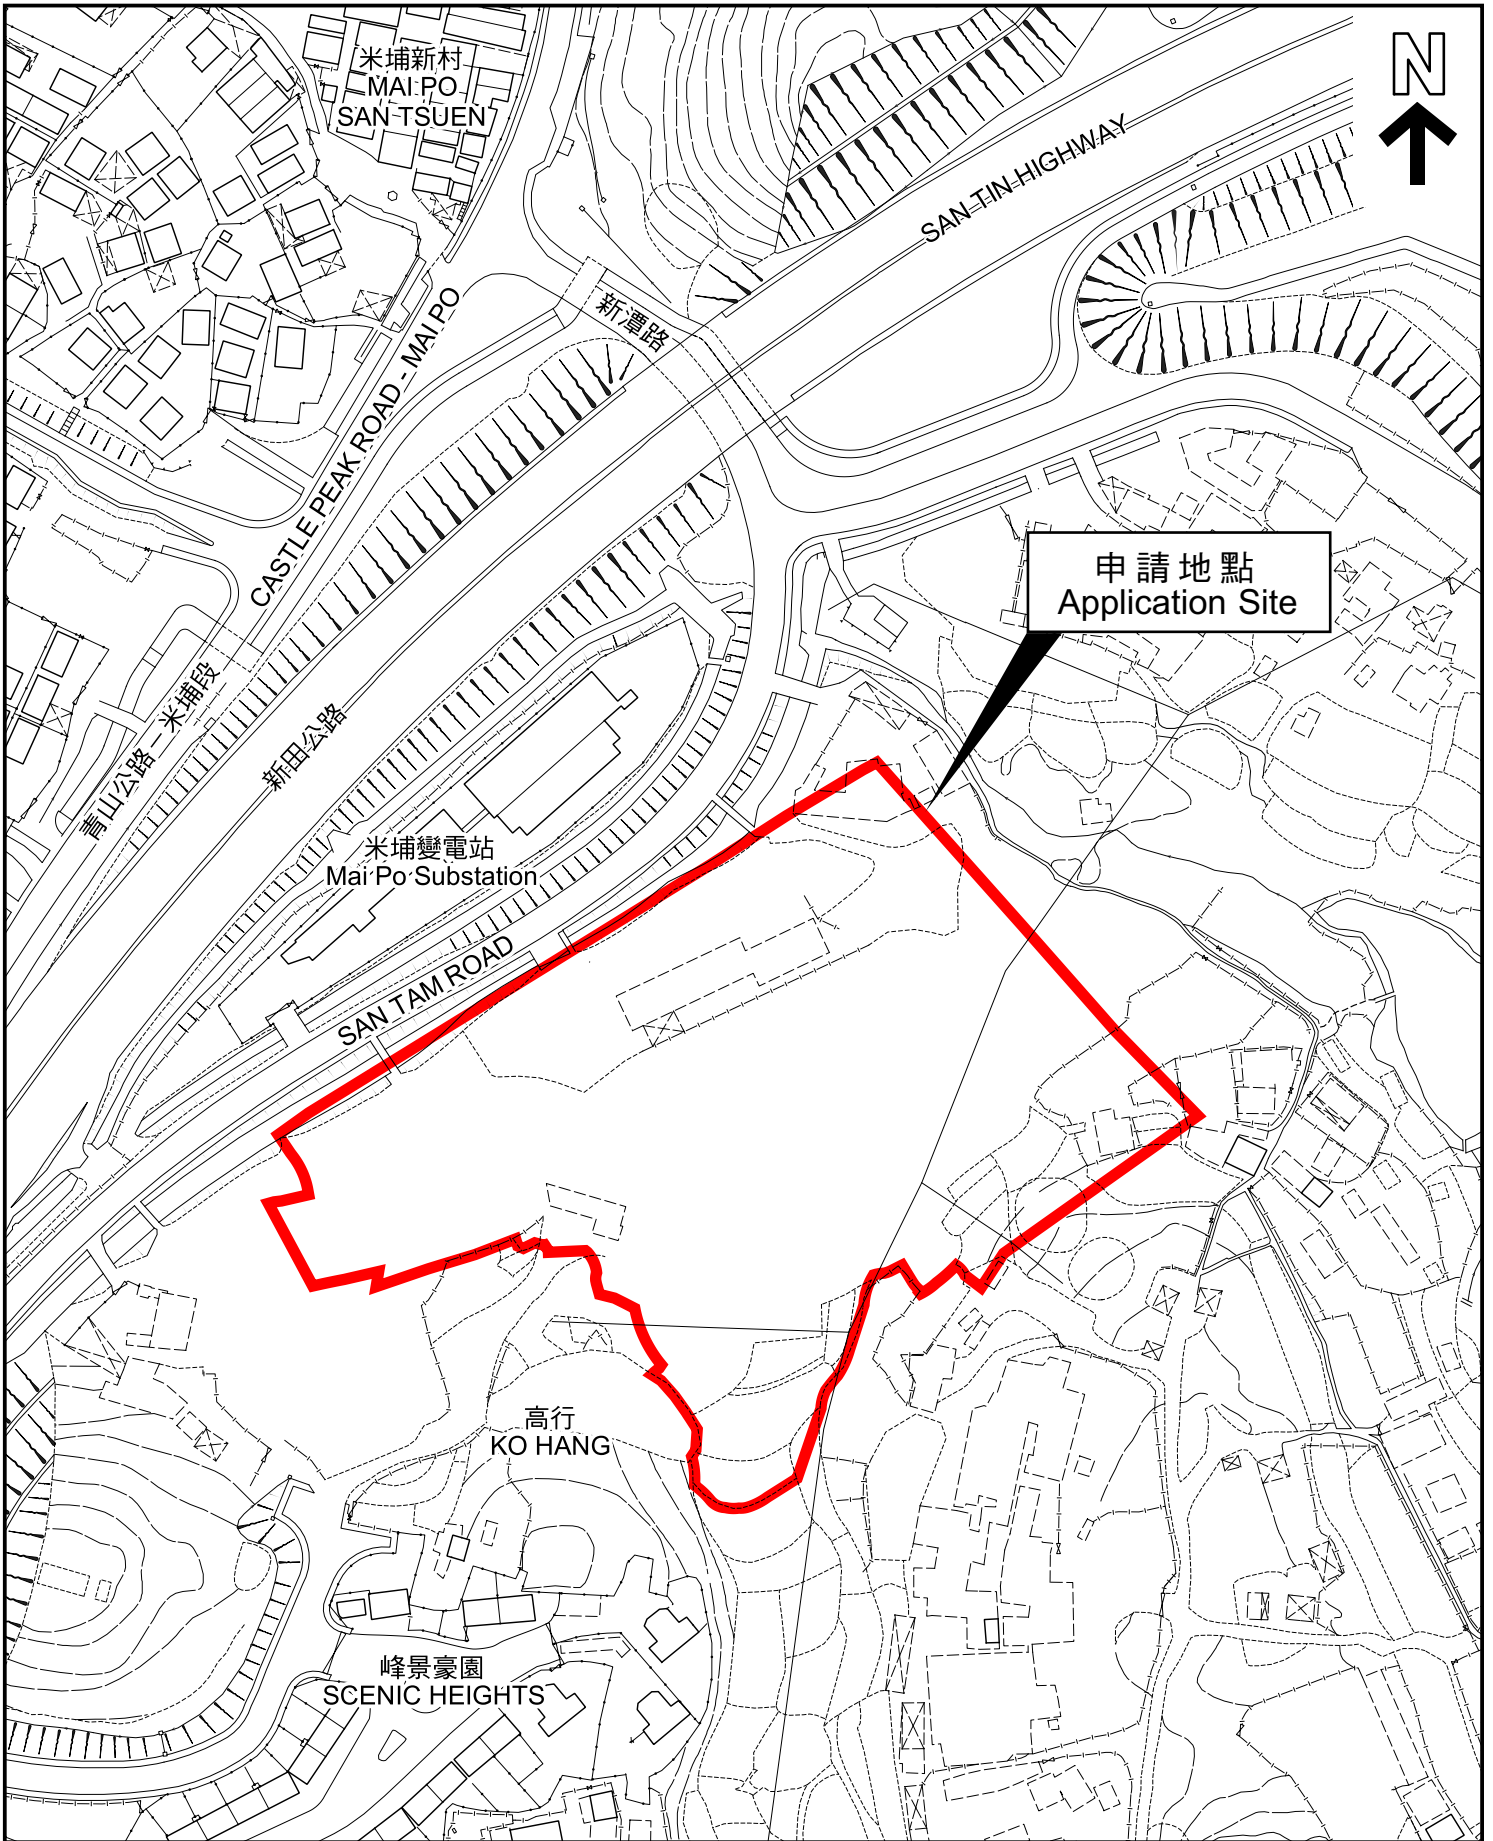 米埔新村
MAI PO
SAN TSUEN
N
SAN TIN HIGHWAY
新潭路
CASTLE PEAK ROAD - MAI PO
申請地點
Application Site
青山公路－米埔段
新田公路
米埔變電站
Mai Po Substation
SAN TAM ROAD
高行
KO HANG
峰景豪園
SCENIC HEIGHTS